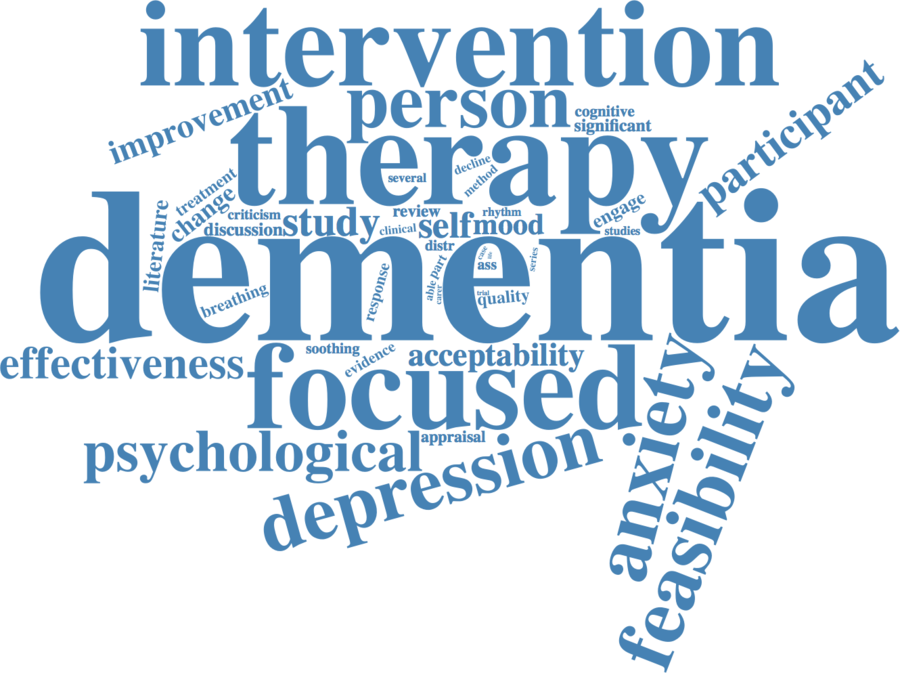 intervention
improvement
person
cognitive
significant
participant
therapy
several
decline
method
treatment
change
literature
criticism
discussion
study
review
clinical
self
rhythm
mood
engage
studies
distr
dementia
breathing
response
able
part
carer
case
ass
series
trial
quality
effectiveness
soothing
evidence
acceptability
focused
anxiety
feasibility
psychological
appraisal
depression